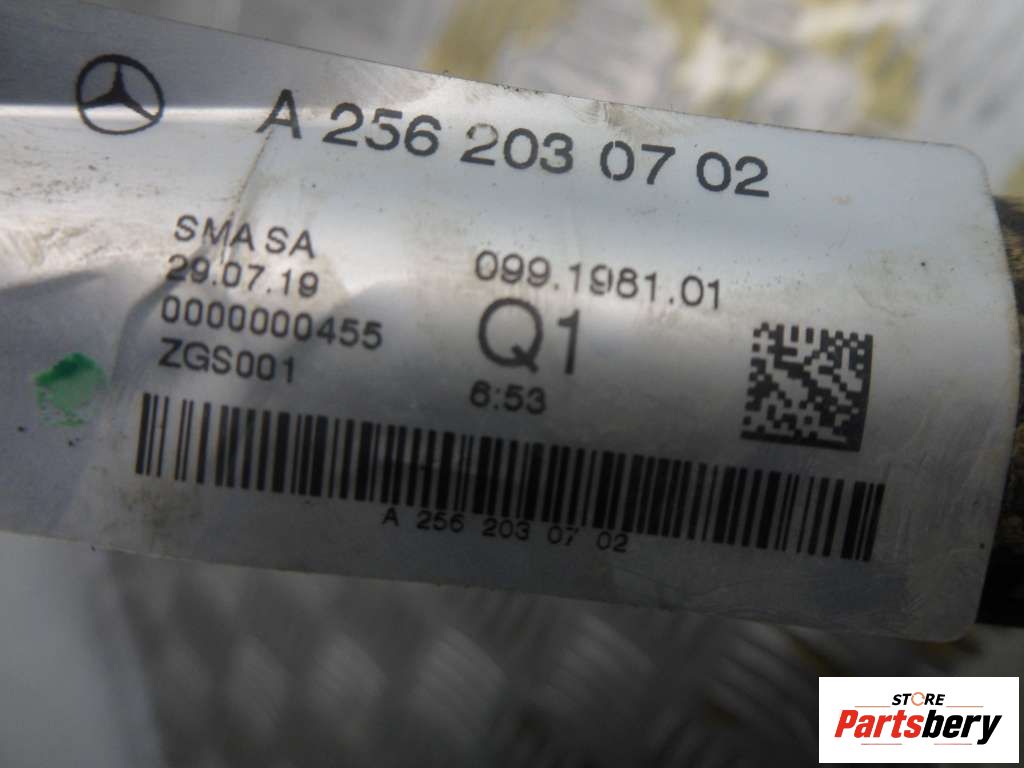 A 256 203 07 02
SMA SA
29.07.19
0000000455
ZGS001
099.1981.01
Q1
6:53
A 256 203 07 02
STORE
Partsbery